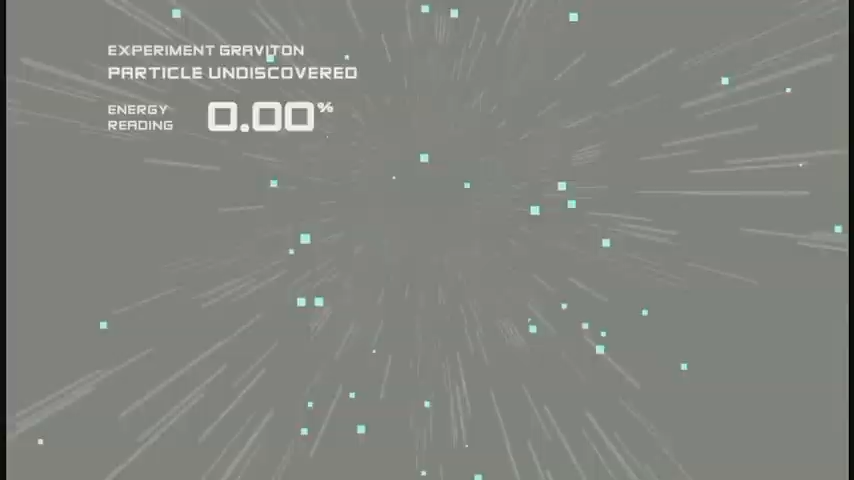 EXPERIMENT GRAVITON
PARTICLE UNDISCOVERED
ENERGY
READING
0.00%